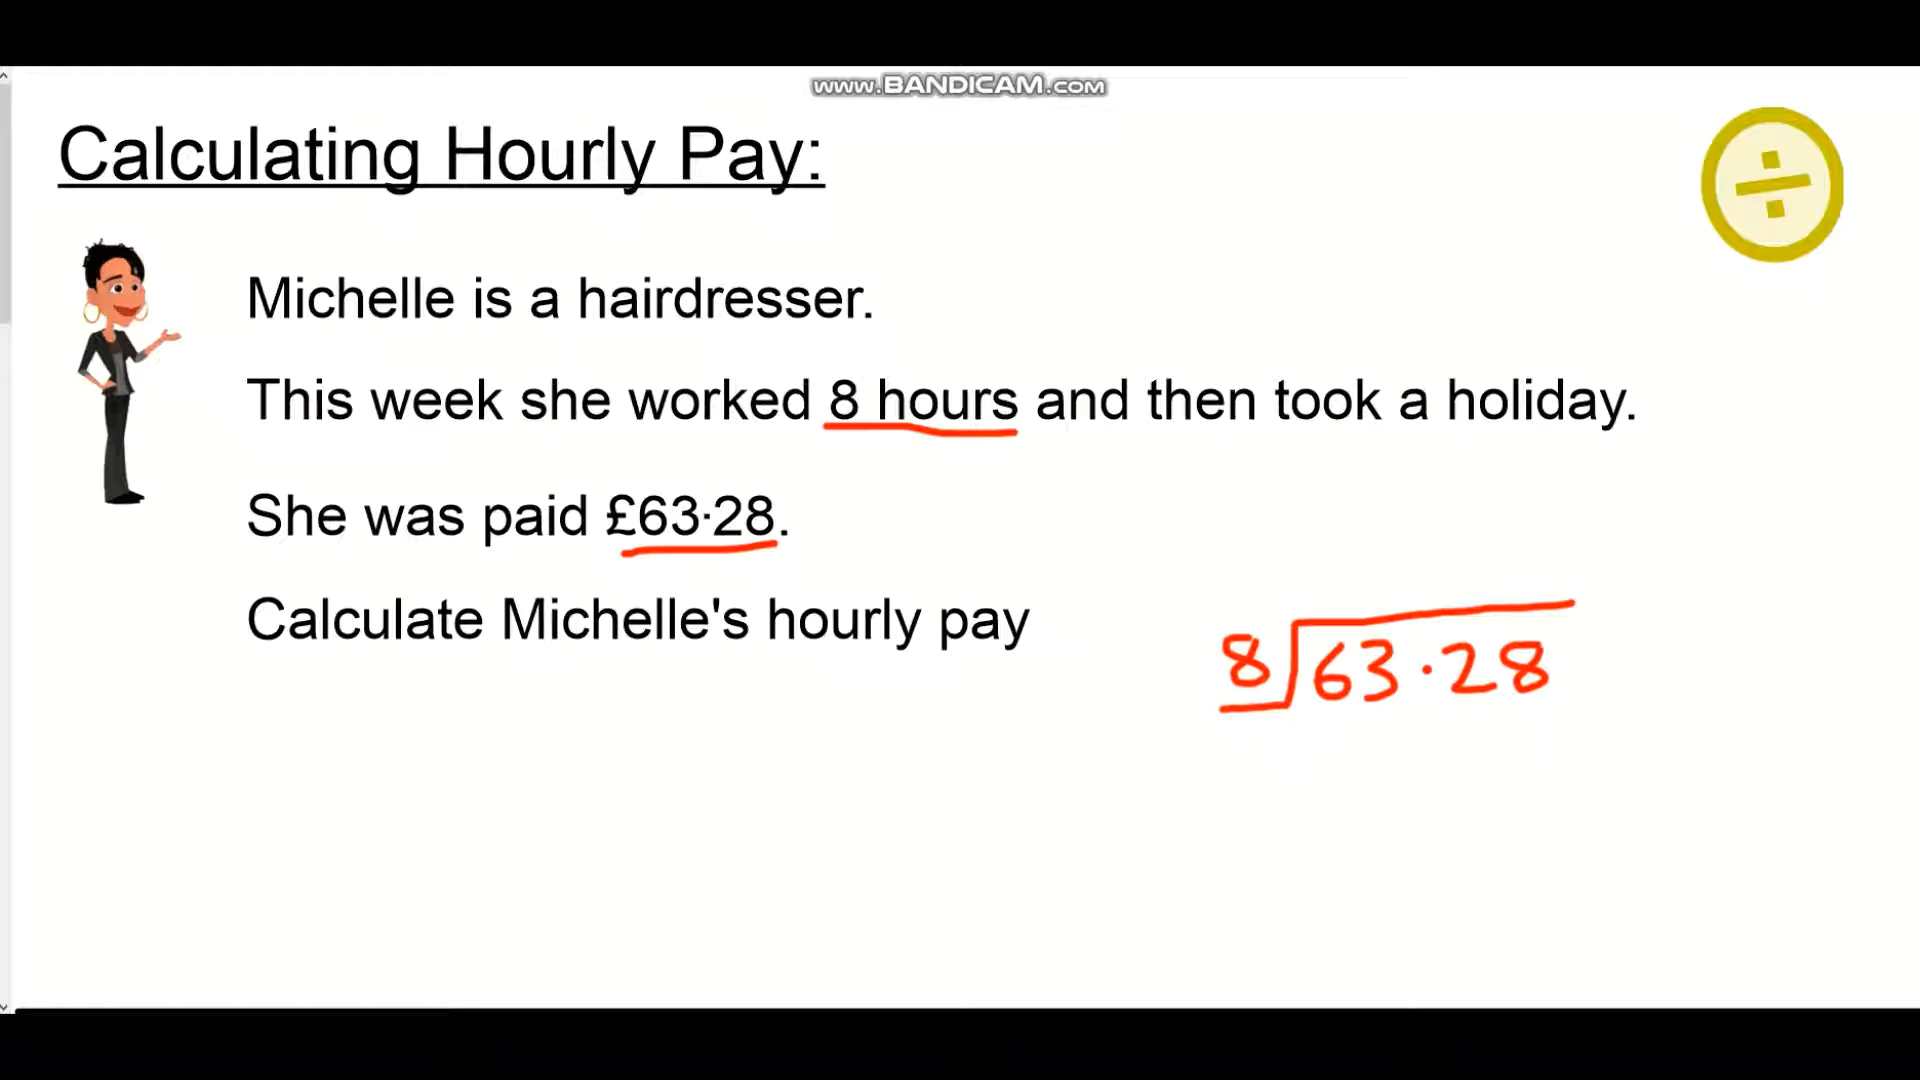 www.BANDICAM.com
Calculating Hourly Pay:
Michelle is a hairdresser.
This week she worked 8 hours and then took a holiday.
She was paid £63·28.
Calculate Michelle's hourly pay
8 63·28